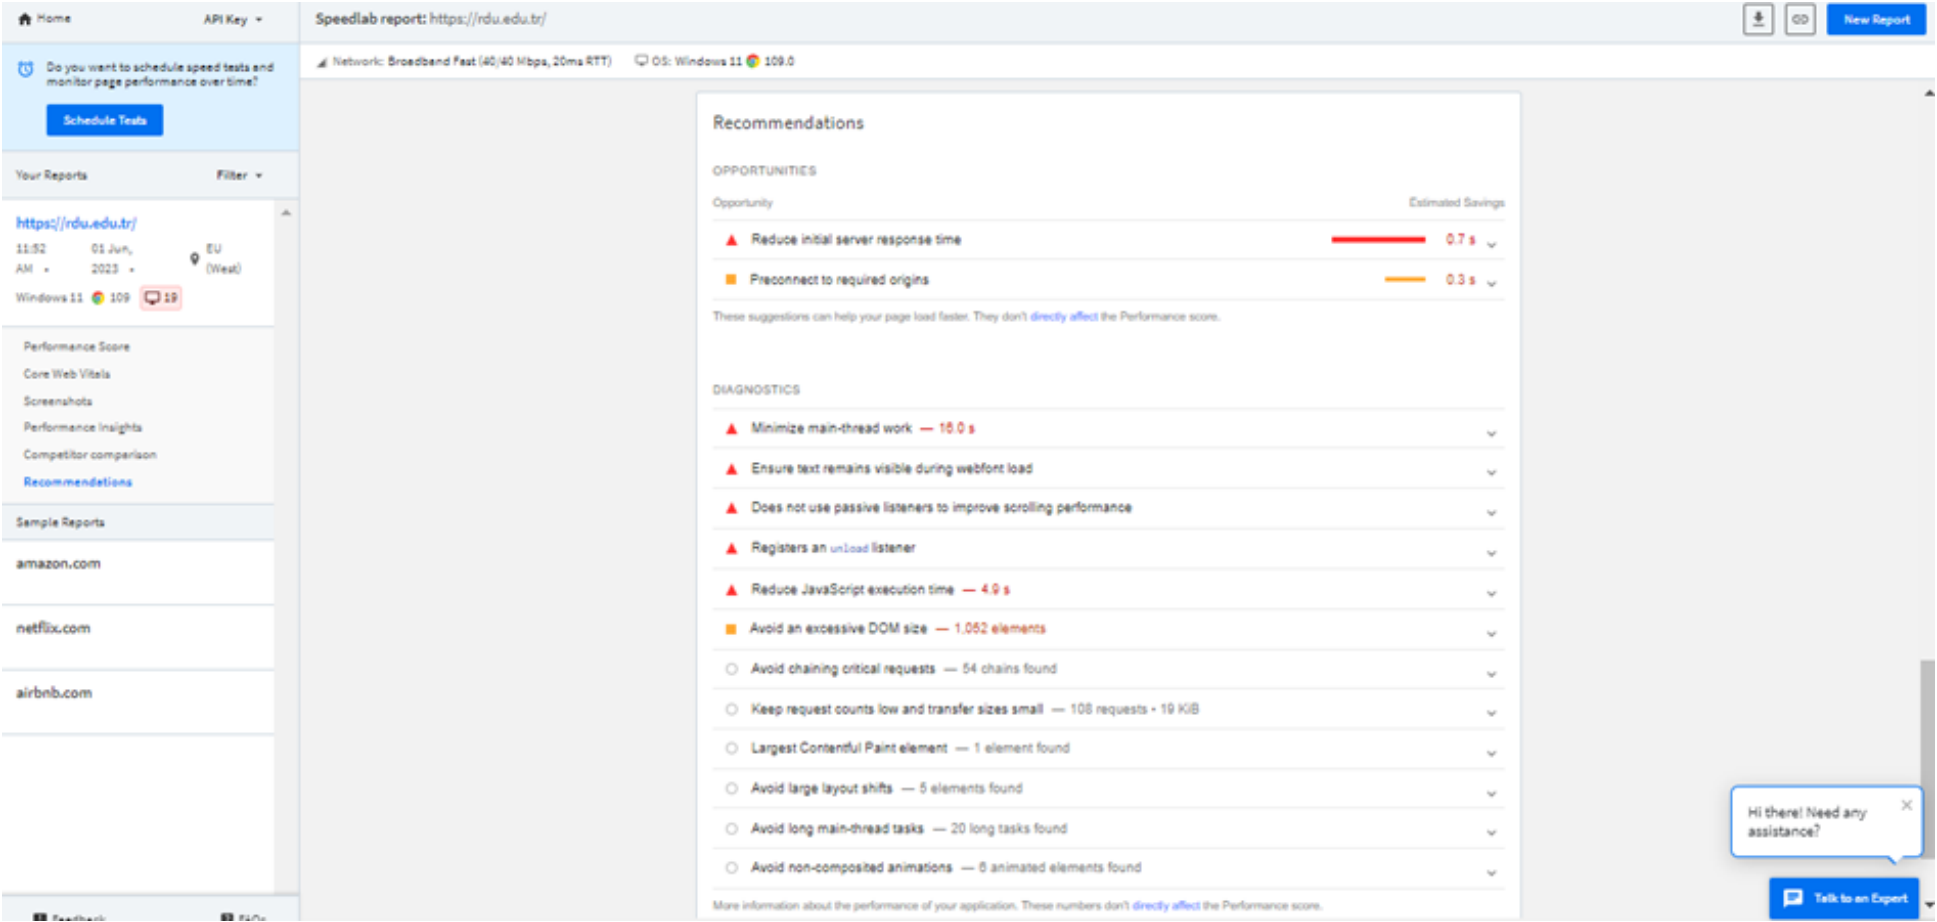 Home
API Key
Speedlab report: https://rdu.edu.tr/
New Report
Do you want to schedule speed tests and
monitor page performance over time?
Schedule Tests
Network: Broadband Fast (40/40 Mbps, 20ms RTT)
OS: Windows 11 109.0
Your Reports
Filter
https://rdu.edu.tr/
11:52 AM •
01 Jun, 2023 •
EU (West)
Windows 11 109 19
Performance Score
Core Web Vitals
Screenshots
Performance Insights
Competitor comparison
Recommendations
Sample Reports
amazon.com
netflix.com
airbnb.com
Feedback
FAQs
Recommendations
OPPORTUNITIES
Opportunity
Estimated Savings
Reduce initial server response time 0.7 s
Preconnect to required origins 0.3 s
These suggestions can help your page load faster. They don't directly affect the Performance score.
DIAGNOSTICS
Minimize main-thread work — 16.0 s
Ensure text remains visible during webfont load
Does not use passive listeners to improve scrolling performance
Registers an unload listener
Reduce JavaScript execution time — 4.9 s
Avoid an excessive DOM size — 1,052 elements
Avoid chaining critical requests — 54 chains found
Keep request counts low and transfer sizes small — 108 requests • 19 KiB
Largest Contentful Paint element — 1 element found
Avoid large layout shifts — 5 elements found
Avoid long main-thread tasks — 20 long tasks found
Avoid non-composited animations — 6 animated elements found
More information about the performance of your application. These numbers don't directly affect the Performance score.
Hi there! Need any
assistance?
Talk to an Expert